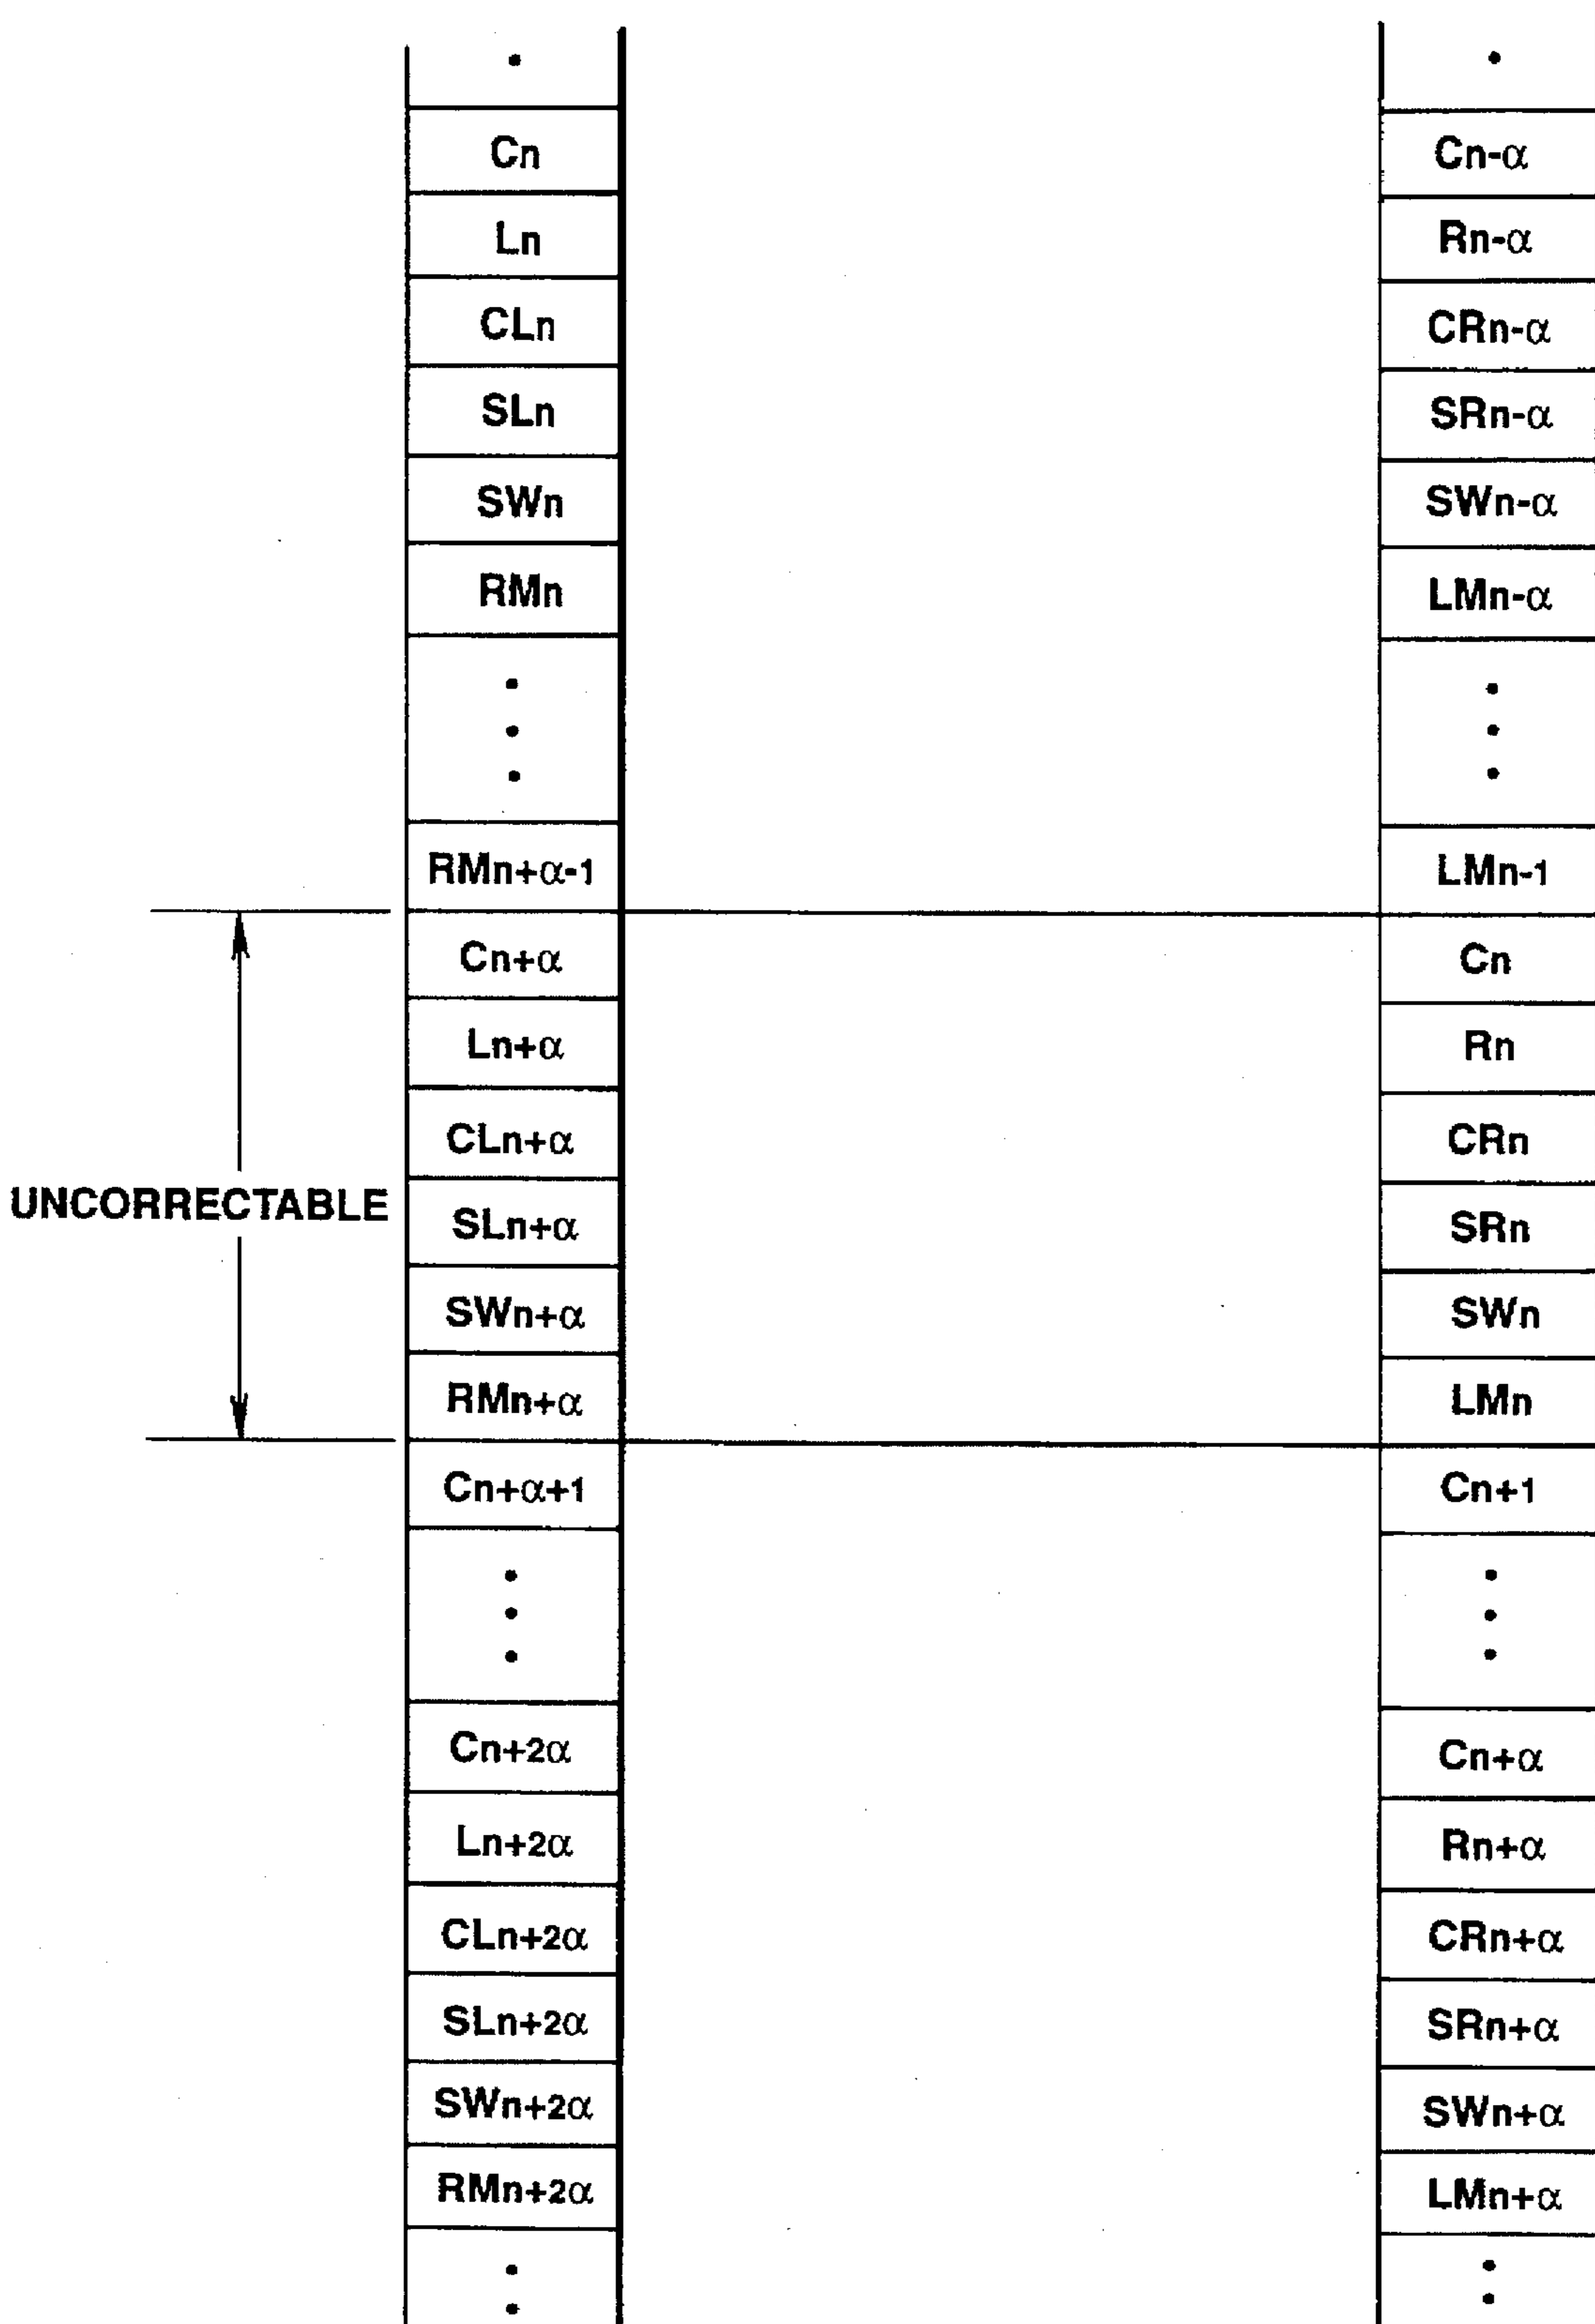 Cn
Ln
CLn
SLn
SWn
RMn
RMn+α-1
Cn+α
Ln+α
CLn+α
SLn+α
SWn+α
RMn+α
Cn+α+1
Cn+2α
Ln+2α
CLn+2α
SLn+2α
SWn+2α
RMn+2α
UNCORRECTABLE
Cn-α
Rn-α
CRn-α
SRn-α
SWn-α
LMn-α
LMn-1
Cn
Rn
CRn
SRn
SWn
LMn
Cn+1
Cn+α
Rn+α
CRn+α
SRn+α
SWn+α
LMn+α